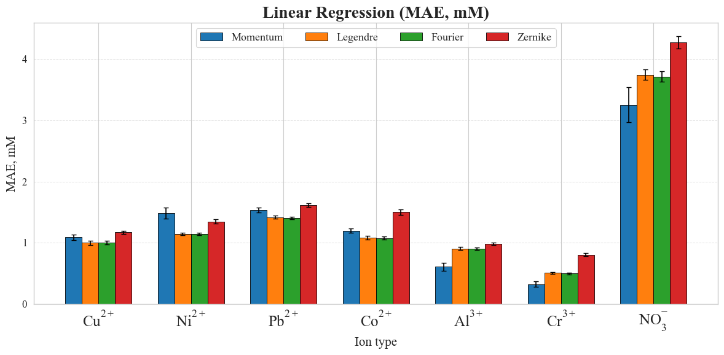 Linear Regression (MAE, mM)
Momentum Legendre Fourier Zernike
MAE, mM
4
3
2
1
0
Cu²⁺ Ni²⁺ Pb²⁺ Co²⁺ Al³⁺ Cr³⁺ NO₃⁻
Ion type